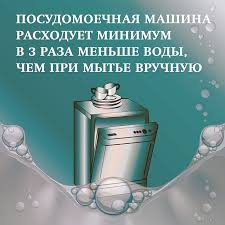 ПОСУДОМОЕЧНАЯ МАШИНА
РАСХОДУЕТ МИНИМУМ
В 3 РАЗА МЕНЬШЕ ВОДЫ,
ЧЕМ ПРИ МЫТЬЕ ВРУЧНУЮ